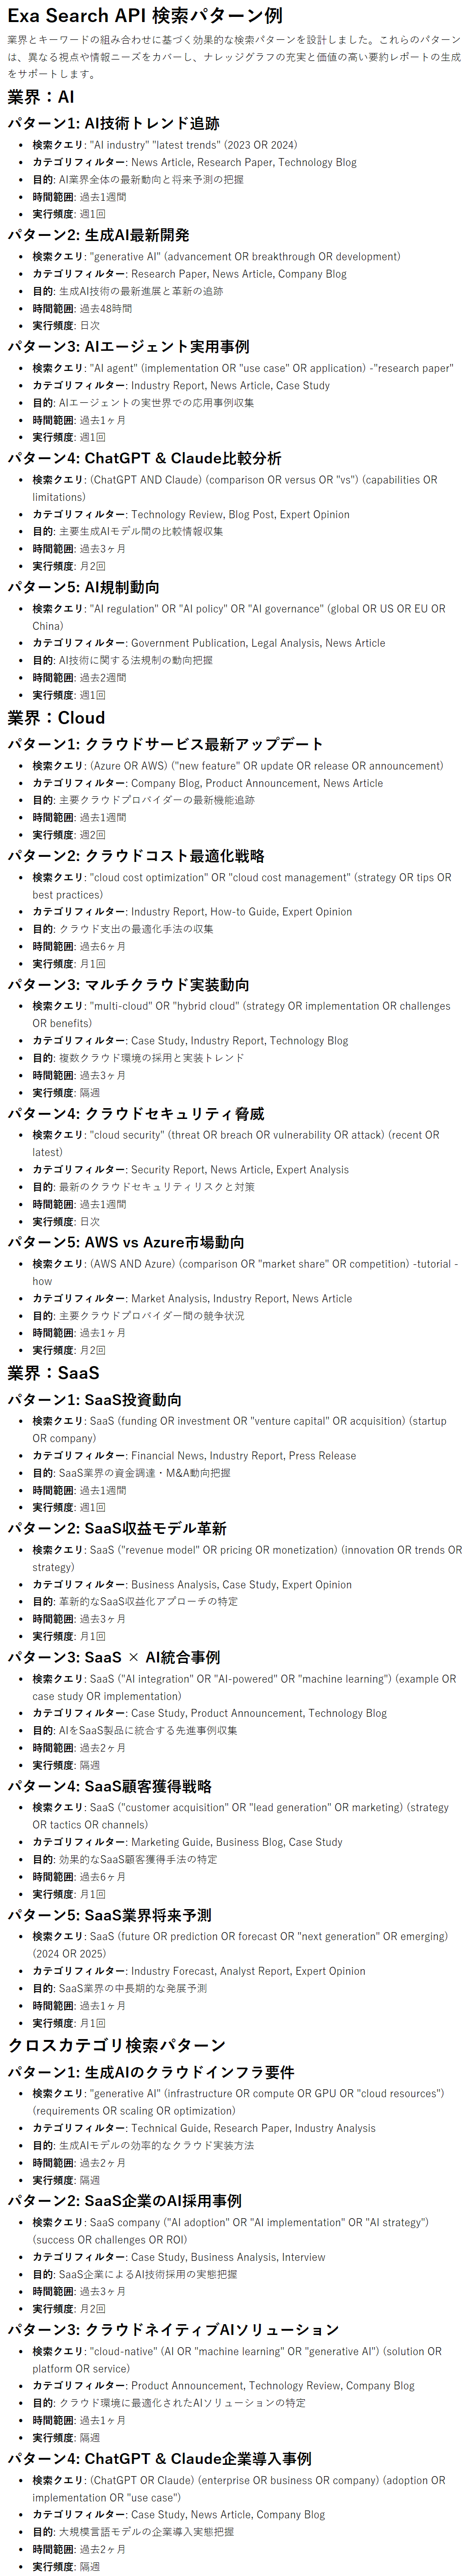 Exa Search API 検索パターン例
業界とキーワードの組み合わせに基づく効果的な検索パターンを設計しました。これらのパターン
は、異なる視点や情報ニーズをカバーし、ナレッジグラフの充実と価値の高い要約レポートの生成
をサポートします。
業界：AI
パターン1: AI技術トレンド追跡
• 検索クエリ: "AI industry" "latest trends" (2023 OR 2024)
• カテゴリフィルター: News Article, Research Paper, Technology Blog
• 目的: AI業界全体の最新動向と将来予測の把握
• 時間範囲: 過去1週間
• 実行頻度: 週1回
パターン2: 生成AI最新開発
• 検索クエリ: "generative AI" (advancement OR breakthrough OR development)
• カテゴリフィルター: Research Paper, News Article, Company Blog
• 目的: 生成AI技術の最新進展と革新の追跡
• 時間範囲: 過去48時間
• 実行頻度: 日次
パターン3: AIエージェント実用事例
• 検索クエリ: "AI agent" (implementation OR "use case" OR application) -"research paper"
• カテゴリフィルター: Industry Report, News Article, Case Study
• 目的: AIエージェントの実世界での応用事例収集
• 時間範囲: 過去1ヶ月
• 実行頻度: 週1回
パターン4: ChatGPT & Claude比較分析
• 検索クエリ: (ChatGPT AND Claude) (comparison OR versus OR "vs") (capabilities OR
limitations)
• カテゴリフィルター: Technology Review, Blog Post, Expert Opinion
• 目的: 主要生成AIモデル間の比較情報収集
• 時間範囲: 過去3ヶ月
• 実行頻度: 月2回
パターン5: AI規制動向
• 検索クエリ: "AI regulation" OR "AI policy" OR "AI governance" (global OR US OR EU OR
China)
• カテゴリフィルター: Government Publication, Legal Analysis, News Article
• 目的: AI技術に関する法規制の動向把握
• 時間範囲: 過去2週間
• 実行頻度: 週1回
業界：Cloud
パターン1: クラウドサービス最新アップデート
• 検索クエリ: (Azure OR AWS) ("new feature" OR update OR release OR announcement)
• カテゴリフィルター: Company Blog, Product Announcement, News Article
• 目的: 主要クラウドプロバイダーの最新機能追跡
• 時間範囲: 過去1週間
• 実行頻度: 週2回
パターン2: クラウドコスト最適化戦略
• 検索クエリ: "cloud cost optimization" OR "cloud cost management" (strategy OR tips OR
best practices)
• カテゴリフィルター: Industry Report, How-to Guide, Expert Opinion
• 目的: クラウド支出の最適化手法の収集
• 時間範囲: 過去6ヶ月
• 実行頻度: 月1回
パターン3: マルチクラウド実装動向
• 検索クエリ: "multi-cloud" OR "hybrid cloud" (strategy OR implementation OR challenges
OR benefits)
• カテゴリフィルター: Case Study, Industry Report, Technology Blog
• 目的: 複数クラウド環境の採用と実装トレンド
• 時間範囲: 過去3ヶ月
• 実行頻度: 隔週
パターン4: クラウドセキュリティ脅威
• 検索クエリ: "cloud security" (threat OR breach OR vulnerability OR attack) (recent OR
latest)
• カテゴリフィルター: Security Report, News Article, Expert Analysis
• 目的: 最新のクラウドセキュリティリスクと対策
• 時間範囲: 過去1週間
• 実行頻度: 日次
パターン5: AWS vs Azure市場動向
• 検索クエリ: (AWS AND Azure) (comparison OR "market share" OR competition) -tutorial -
how
• カテゴリフィルター: Market Analysis, Industry Report, News Article
• 目的: 主要クラウドプロバイダー間の競争状況
• 時間範囲: 過去1ヶ月
• 実行頻度: 月2回
業界：SaaS
パターン1: SaaS投資動向
• 検索クエリ: SaaS (funding OR investment OR "venture capital" OR acquisition) (startup
OR company)
• カテゴリフィルター: Financial News, Industry Report, Press Release
• 目的: SaaS業界の資金調達・M&A動向把握
• 時間範囲: 過去1週間
• 実行頻度: 週1回
パターン2: SaaS収益モデル革新
• 検索クエリ: SaaS ("revenue model" OR pricing OR monetization) (innovation OR trends OR
strategy)
• カテゴリフィルター: Business Analysis, Case Study, Expert Opinion
• 目的: 革新的なSaaS収益化アプローチの特定
• 時間範囲: 過去3ヶ月
• 実行頻度: 月1回
パターン3: SaaS × AI統合事例
• 検索クエリ: SaaS ("AI integration" OR "AI-powered" OR "machine learning") (example OR
case study OR implementation)
• カテゴリフィルター: Case Study, Product Announcement, Technology Blog
• 目的: AIをSaaS製品に統合する先進事例収集
• 時間範囲: 過去2ヶ月
• 実行頻度: 隔週
パターン4: SaaS顧客獲得戦略
• 検索クエリ: SaaS ("customer acquisition" OR "lead generation" OR marketing) (strategy
OR tactics OR channels)
• カテゴリフィルター: Marketing Guide, Business Blog, Case Study
• 目的: 効果的なSaaS顧客獲得手法の特定
• 時間範囲: 過去6ヶ月
• 実行頻度: 月1回
パターン5: SaaS業界将来予測
• 検索クエリ: SaaS (future OR prediction OR forecast OR "next generation" OR emerging)
(2024 OR 2025)
• カテゴリフィルター: Industry Forecast, Analyst Report, Expert Opinion
• 目的: SaaS業界の中長期的な発展予測
• 時間範囲: 過去1ヶ月
• 実行頻度: 月1回
クロスカテゴリ検索パターン
パターン1: 生成AIのクラウドインフラ要件
• 検索クエリ: "generative AI" (infrastructure OR compute OR GPU OR "cloud resources")
(requirements OR scaling OR optimization)
• カテゴリフィルター: Technical Guide, Research Paper, Industry Analysis
• 目的: 生成AIモデルの効率的なクラウド実装方法
• 時間範囲: 過去2ヶ月
• 実行頻度: 隔週
パターン2: SaaS企業のAI採用事例
• 検索クエリ: SaaS company ("AI adoption" OR "AI implementation" OR "AI strategy")
(success OR challenges OR ROI)
• カテゴリフィルター: Case Study, Business Analysis, Interview
• 目的: SaaS企業によるAI技術採用の実態把握
• 時間範囲: 過去3ヶ月
• 実行頻度: 月2回
パターン3: クラウドネイティブAIソリューション
• 検索クエリ: "cloud-native" (AI OR "machine learning" OR "generative AI") (solution OR
platform OR service)
• カテゴリフィルター: Product Announcement, Technology Review, Company Blog
• 目的: クラウド環境に最適化されたAIソリューションの特定
• 時間範囲: 過去1ヶ月
• 実行頻度: 隔週
パターン4: ChatGPT & Claude企業導入事例
• 検索クエリ: (ChatGPT OR Claude) (enterprise OR business OR company) (adoption OR
implementation OR "use case")
• カテゴリフィルター: Case Study, News Article, Company Blog
• 目的: 大規模言語モデルの企業導入実態把握
• 時間範囲: 過去2ヶ月
• 実行頻度: 隔週